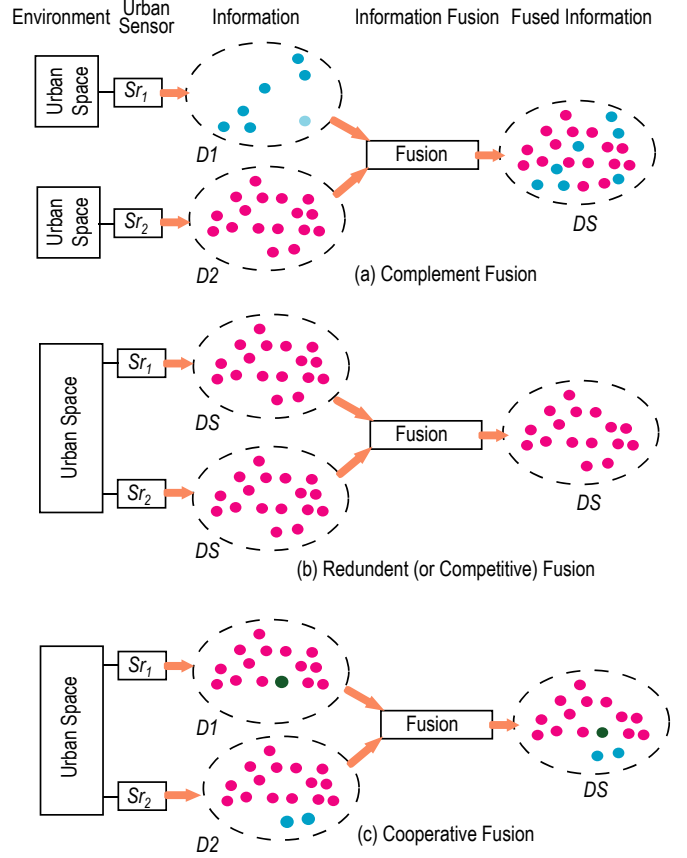 Environment
Urban
Sensor
Information
Information Fusion
Fused Information
Urban
Space
Sr1
D1
Urban
Space
Sr2
D2
Fusion
DS
(a) Complement Fusion
Urban Space
Sr1
DS
Sr2
DS
Fusion
DS
(b) Redundent (or Competitive) Fusion
Urban Space
Sr1
D1
Sr2
D2
Fusion
DS
(c) Cooperative Fusion